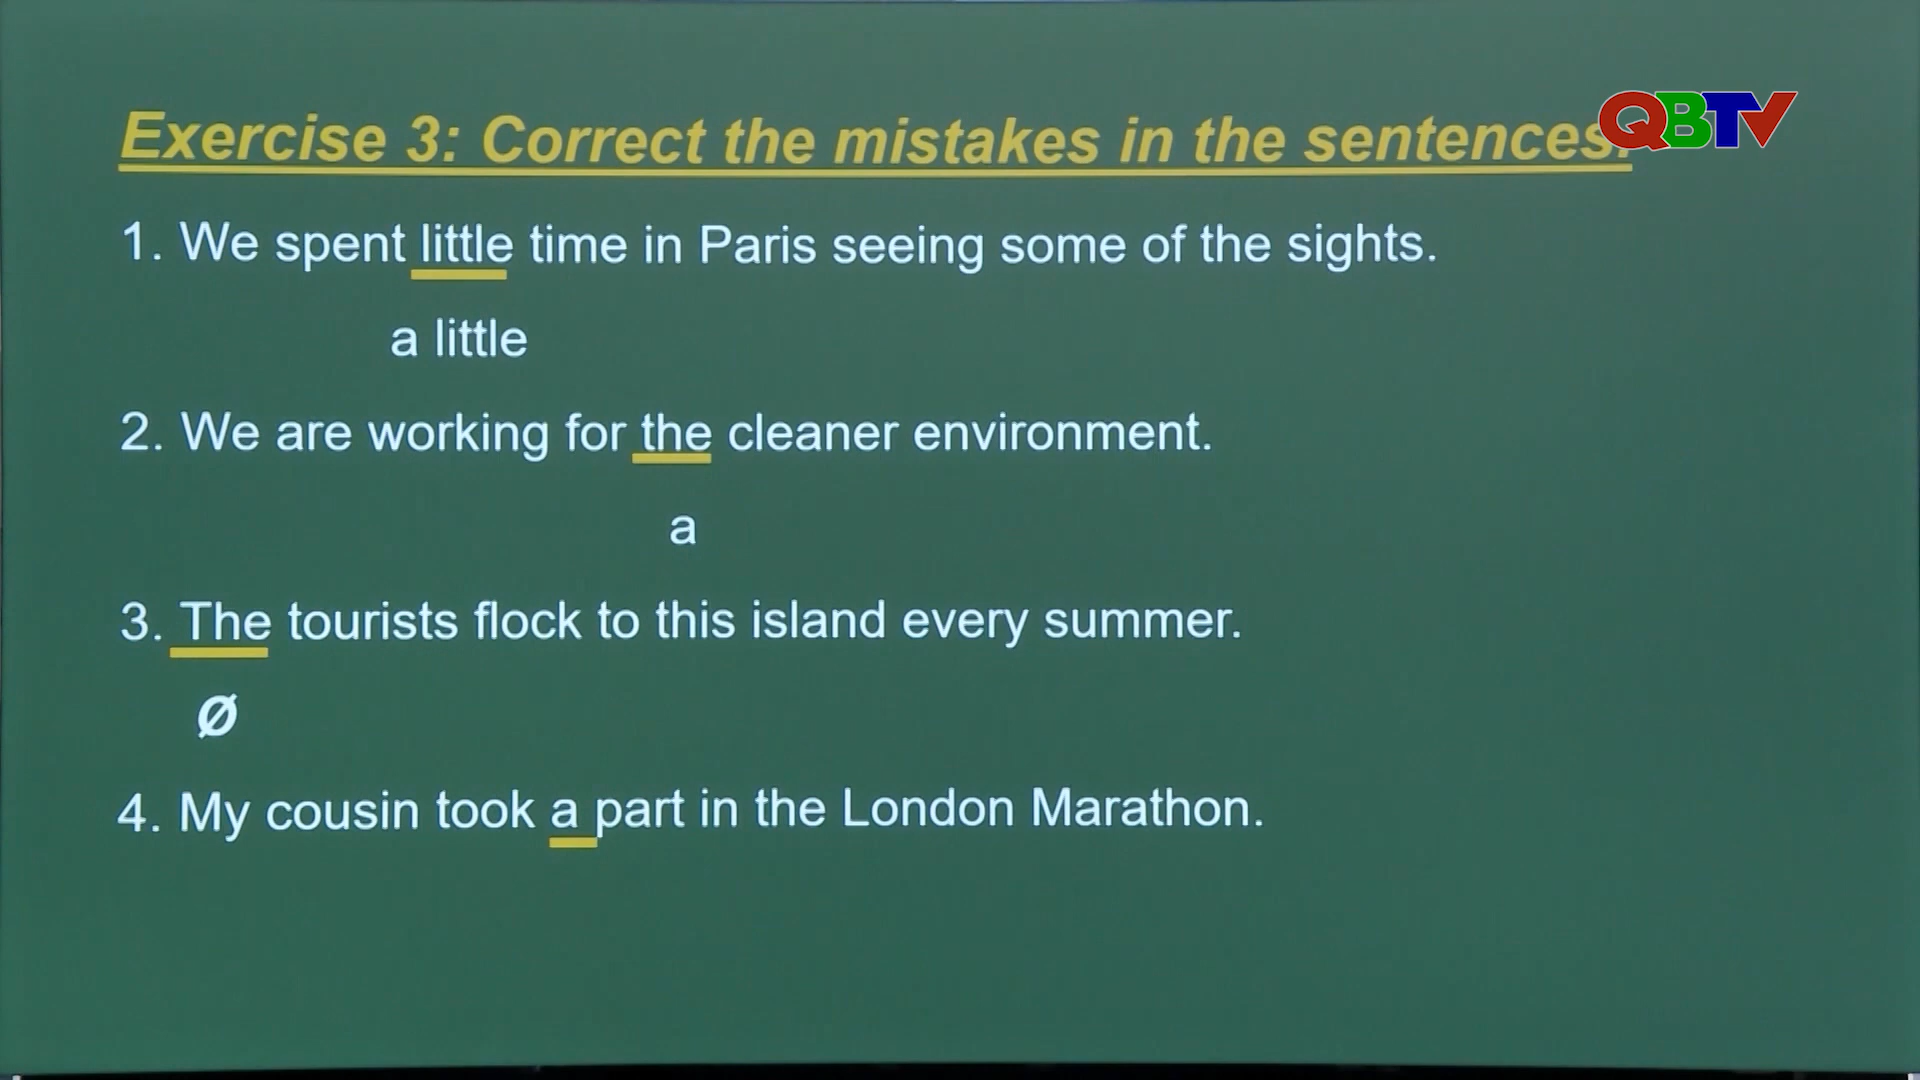 QBTV
Exercise 3: Correct the mistakes in the sentences.
1. We spent little time in Paris seeing some of the sights.
a little
2. We are working for the cleaner environment.
a
3. The tourists flock to this island every summer.
Ø
4. My cousin took a part in the London Marathon.